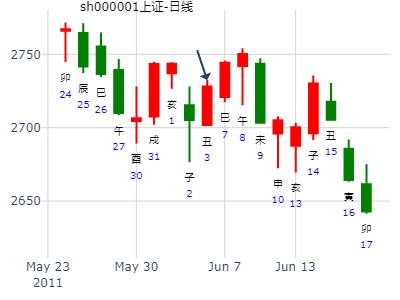 sh000001上证-日线
2750
2700
2650
卯
24
辰
25
巳
26
午
27
酉
30
戌
31
亥
1
子
2
丑
3
巳
7
午
8
未
9
申
10
亥
13
子
14
丑
15
寅
16
卯
17
May 23
2011
May 30
Jun 7
Jun 13